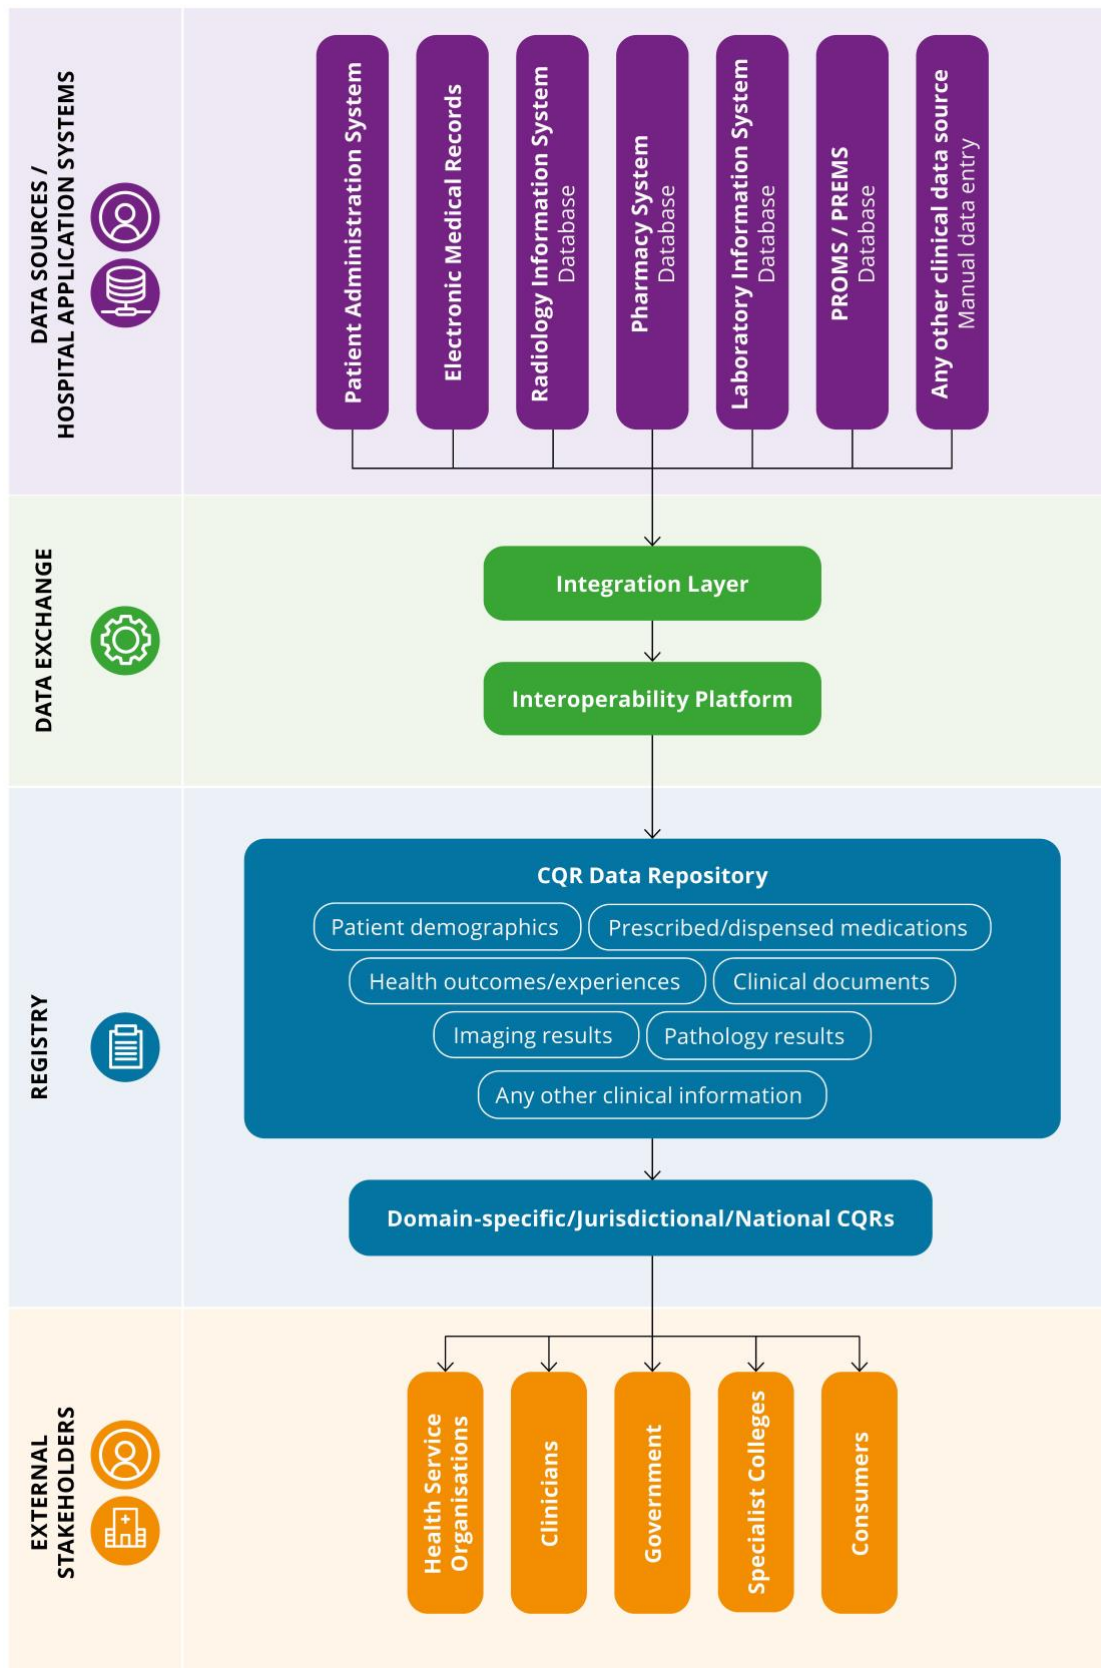 DATA SOURCES /
HOSPITAL APPLICATION SYSTEMS
Patient Administration System
Electronic Medical Records
Radiology Information System
Database
Pharmacy System
Database
Laboratory Information System
Database
PROMS / PREMS
Database
Any other clinical data source
Manual data entry
DATA EXCHANGE
Integration Layer
Interoperability Platform
REGISTRY
CQR Data Repository
Patient demographics
Prescribed/dispensed medications
Health outcomes/experiences
Clinical documents
Imaging results
Pathology results
Any other clinical information
Domain-specific/Jurisdictional/National CQRs
EXTERNAL
STAKEHOLDERS
Health Service
Organisations
Clinicians
Government
Specialist Colleges
Consumers